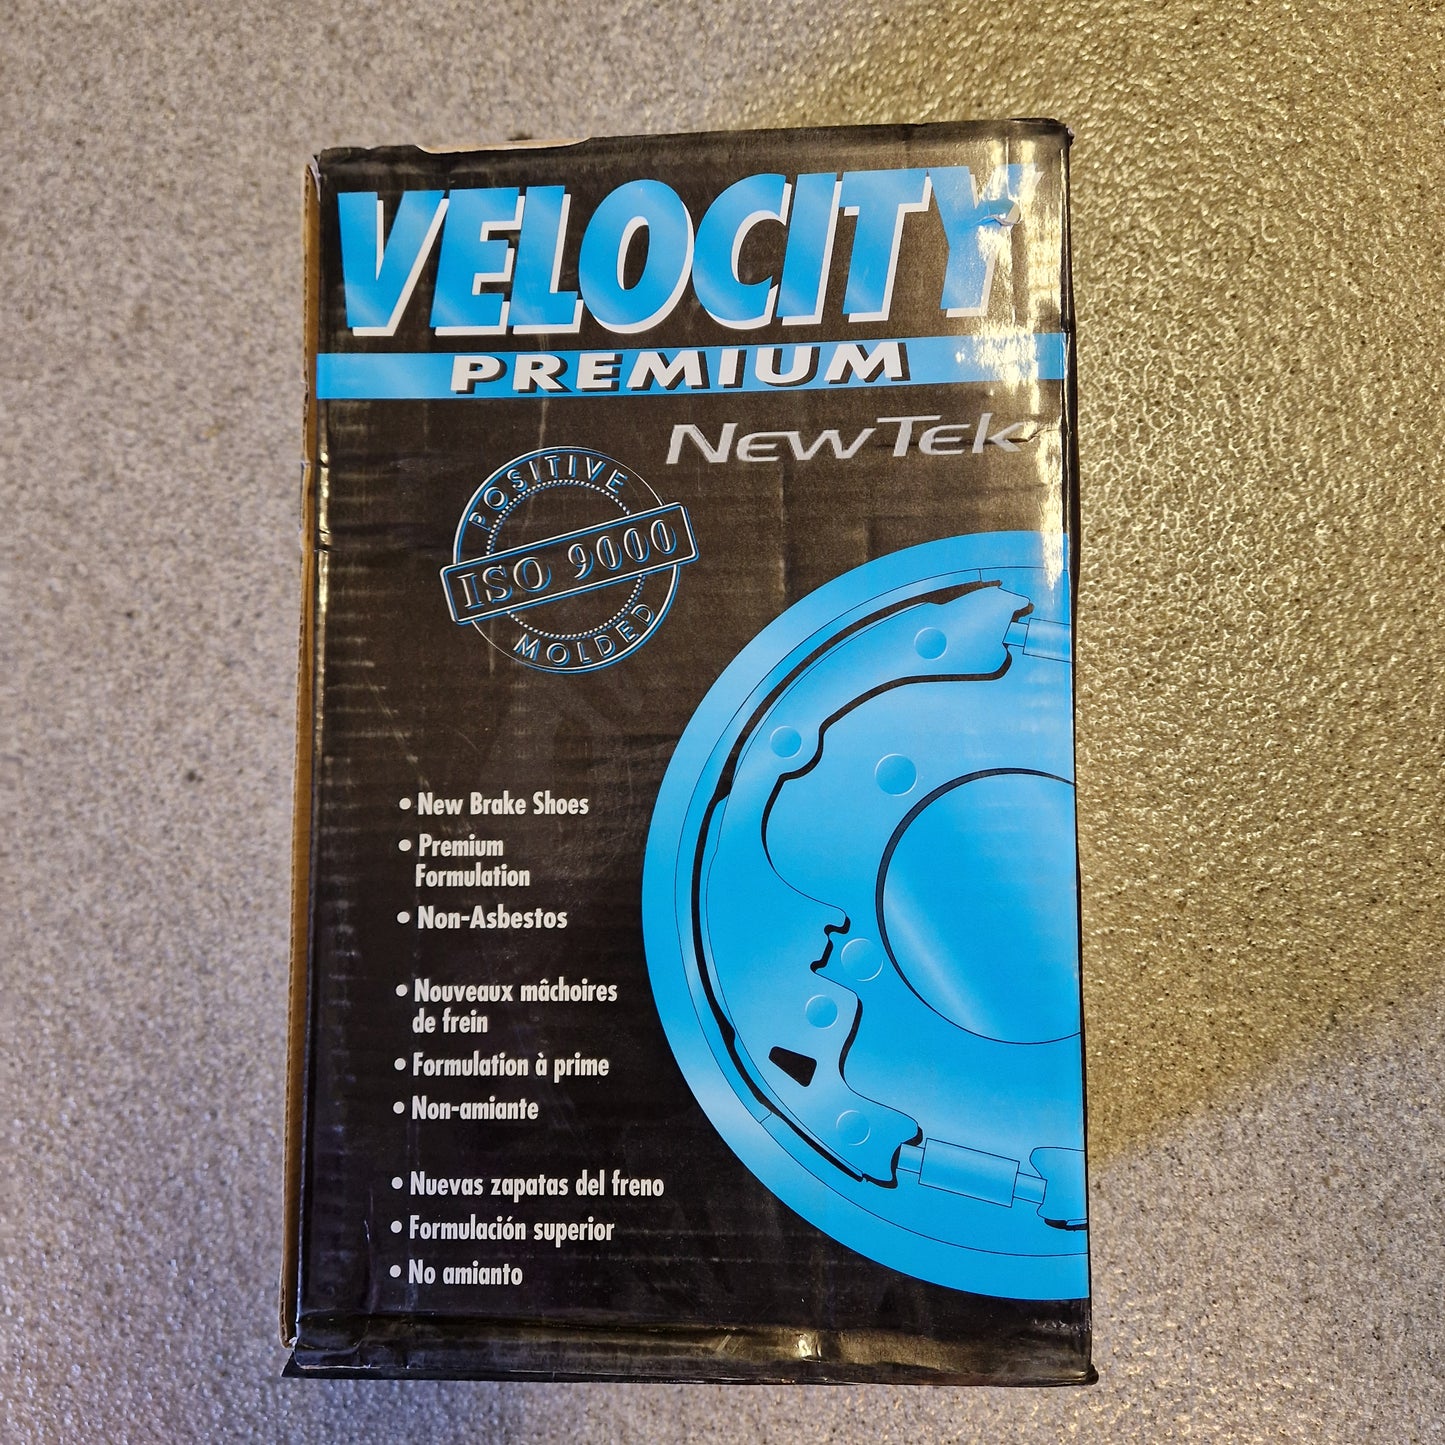 VELOCITY
PREMIUM
NEWTEK
POSITIVE
ISO 9000
MOLDED
• New Brake Shoes
• Premium
Formulation
• Non-Asbestos
• Nouveaux mâchoires
de frein
• Formulation à prime
• Non-amiante
• Nuevas zapatas del freno
• Formulación superior
• No amianto